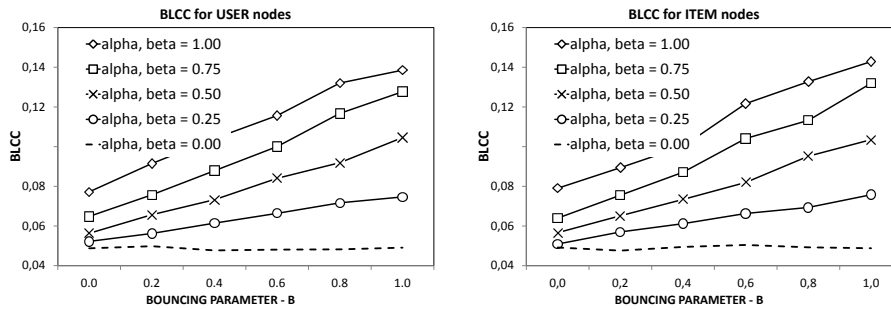 BLCC for USER nodes
0,16
0,14
0,12
0,10
0,08
0,06
0,04
BLCC
alpha, beta = 1.00
alpha, beta = 0.75
alpha, beta = 0.50
alpha, beta = 0.25
alpha, beta = 0.00
0.0 0.2 0.4 0.6 0.8 1.0
BOUNCING PARAMETER - B
BLCC for ITEM nodes
0,16
0,14
0,12
0,10
0,08
0,06
0,04
BLCC
alpha, beta = 1.00
alpha, beta = 0.75
alpha, beta = 0.50
alpha, beta = 0.25
alpha, beta = 0.00
0,0 0,2 0,4 0,6 0,8 1,0
BOUNCING PARAMETER - B